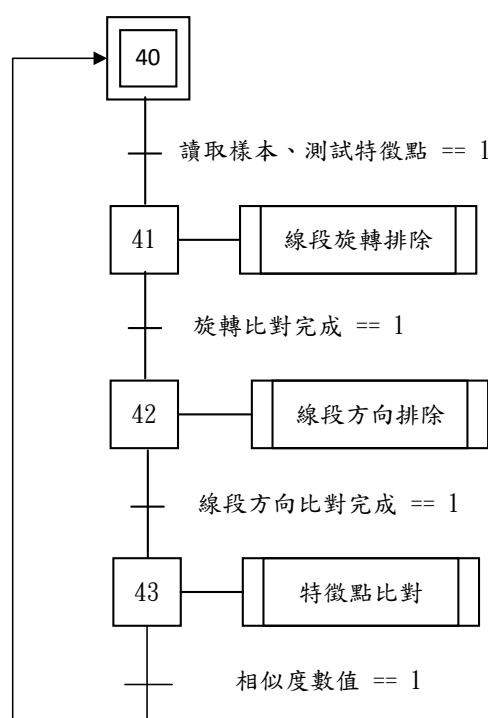 40
讀取樣本、測試特徵點 == 1
41
線段旋轉排除
旋轉比對完成 == 1
42
線段方向排除
線段方向比對完成 == 1
43
特徵點比對
相似度數值 == 1